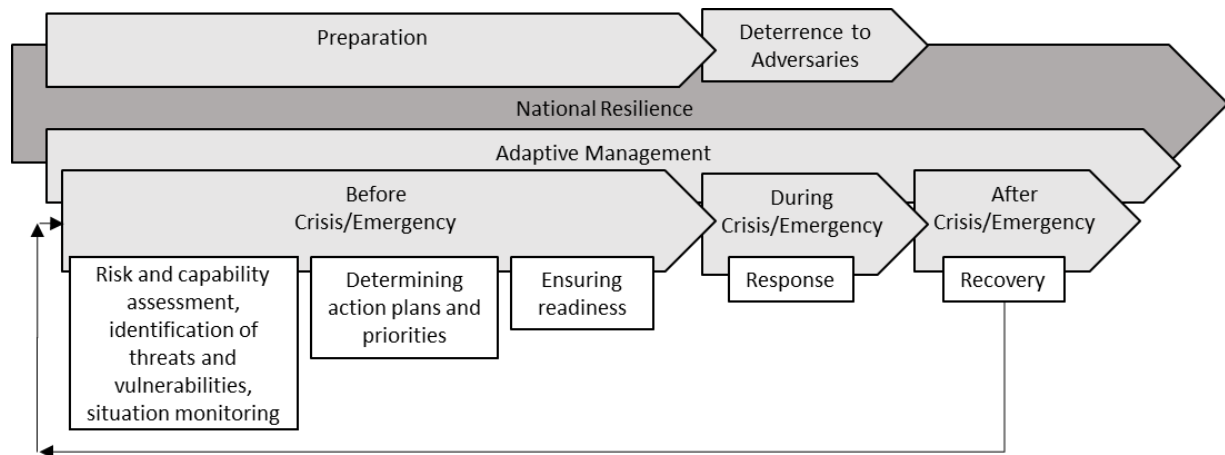 Preparation
Deterrence to
Adversaries
National Resilience
Adaptive Management
Before
Crisis/Emergency
During
Crisis/Emergency
After
Crisis/Emergency
Risk and capability
assessment,
identification of
threats and
vulnerabilities,
situation monitoring
Determining
action plans and
priorities
Ensuring
readiness
Response
Recovery